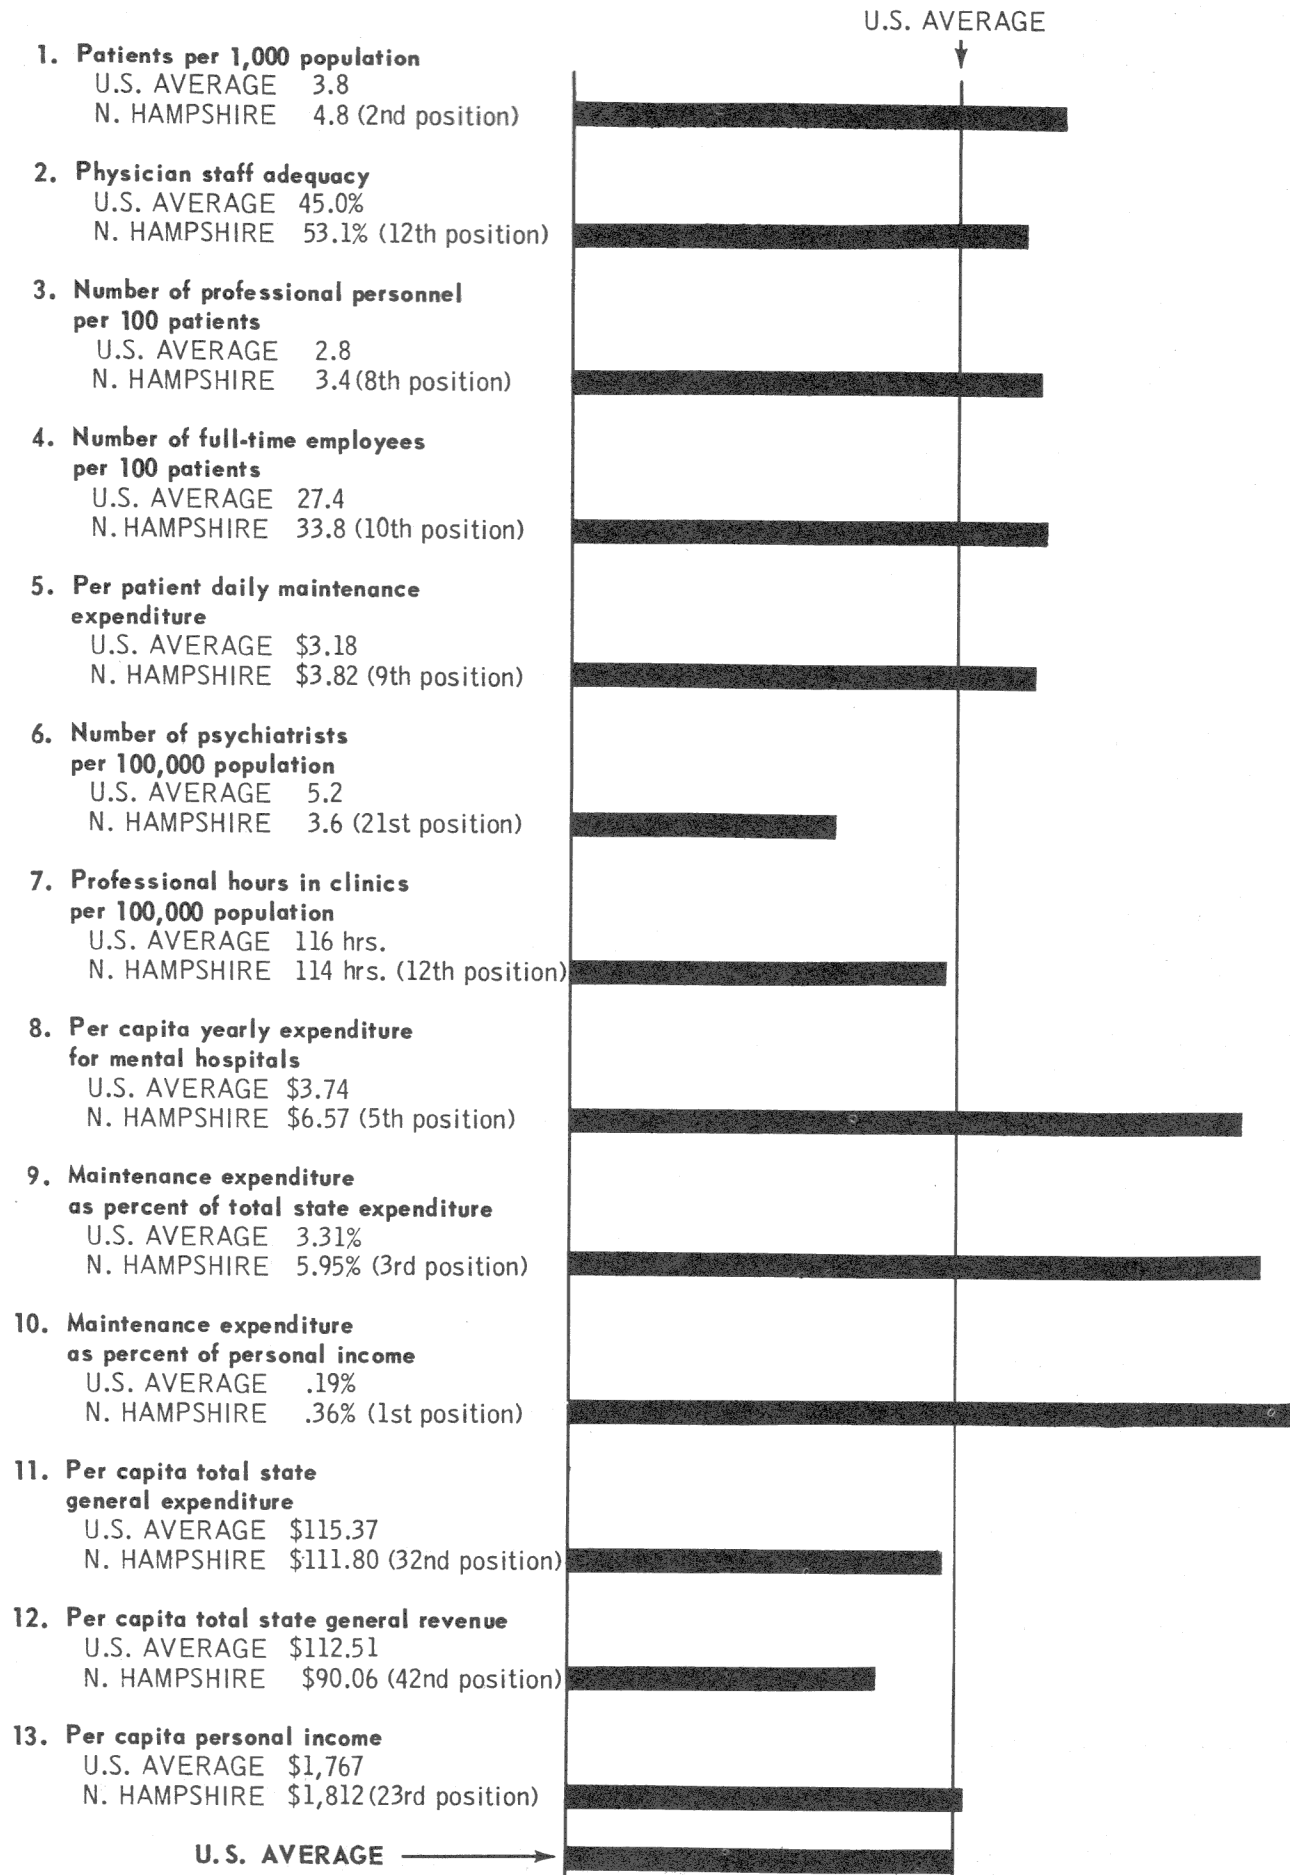 U.S. AVERAGE
1. Patients per 1,000 population
U.S. AVERAGE 3.8
N. HAMPSHIRE 4.8 (2nd position)
2. Physician staff adequacy
U.S. AVERAGE 45.0%
N. HAMPSHIRE 53.1% (12th position)
3. Number of professional personnel
per 100 patients
U.S. AVERAGE 2.8
N. HAMPSHIRE 3.4 (8th position)
4. Number of full-time employees
per 100 patients
U.S. AVERAGE 27.4
N. HAMPSHIRE 33.8 (10th position)
5. Per patient daily maintenance
expenditure
U.S. AVERAGE $3.18
N. HAMPSHIRE $3.82 (9th position)
6. Number of psychiatrists
per 100,000 population
U.S. AVERAGE 5.2
N. HAMPSHIRE 3.6 (21st position)
7. Professional hours in clinics
per 100,000 population
U.S. AVERAGE 116 hrs.
N. HAMPSHIRE 114 hrs. (12th position)
8. Per capita yearly expenditure
for mental hospitals
U.S. AVERAGE $3.74
N. HAMPSHIRE $6.57 (5th position)
9. Maintenance expenditure
as percent of total state expenditure
U.S. AVERAGE 3.31%
N. HAMPSHIRE 5.95% (3rd position)
10. Maintenance expenditure
as percent of personal income
U.S. AVERAGE .19%
N. HAMPSHIRE .36% (1st position)
11. Per capita total state
general expenditure
U.S. AVERAGE $115.37
N. HAMPSHIRE $111.80 (32nd position)
12. Per capita total state general revenue
U.S. AVERAGE $112.51
N. HAMPSHIRE $90.06 (42nd position)
13. Per capita personal income
U.S. AVERAGE $1,767
N. HAMPSHIRE $1,812 (23rd position)
U.S. AVERAGE